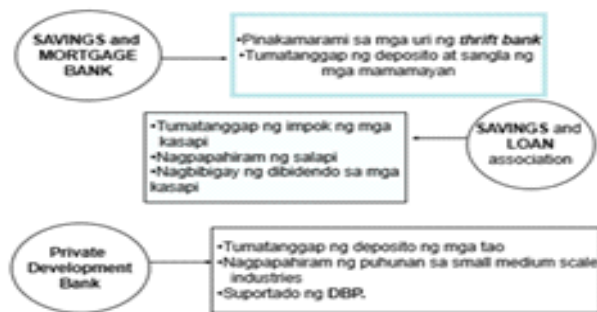 SAVINGS and
MORTGAGE
BANK
•Pinakamarami sa mga uri ng thrift bank
•Tumatanggap ng deposito at sangla ng
mga mamamayan
•Tumatanggap ng impok ng mga
kasapi
•Nagpapahiram ng salapi
•Nagbibigay ng dibidendo sa mga
kasapi
SAVINGS and
LOAN
association
Private
Development
Bank
•Tumatanggap ng deposito ng mga tao
•Nagpapahiram ng puhunan sa small medium scale
industries
•Suportado ng DBP.